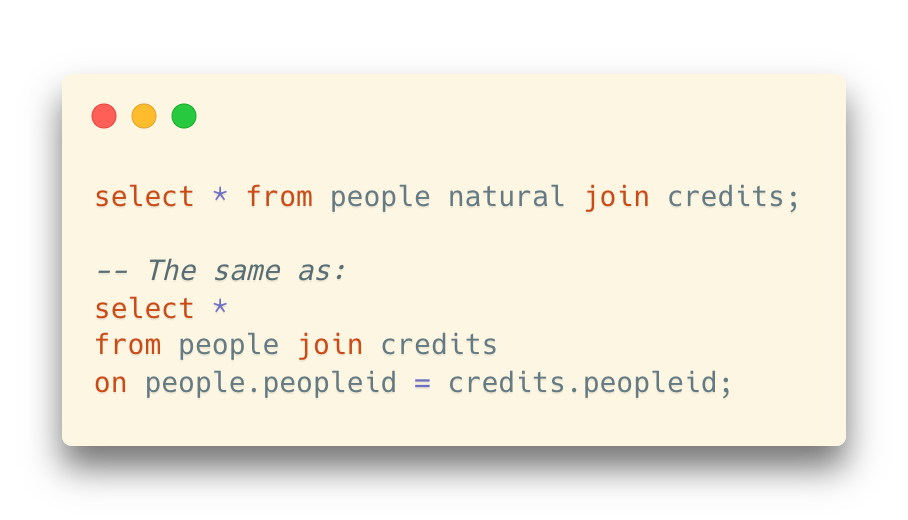 select * from people natural join credits;
-- The same as:
select *
from people join credits
on people.peopleid = credits.peopleid;